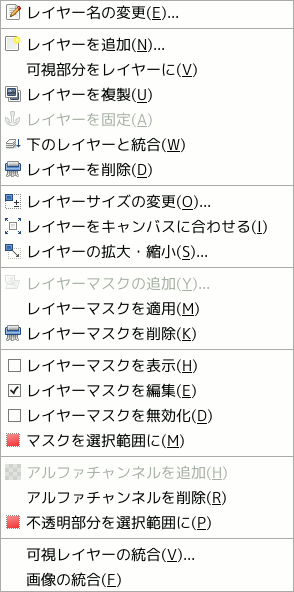 レイヤー名の変更(E)...
レイヤーを追加(N)...
可視部分をレイヤーに(V)
レイヤーを複製(U)
レイヤーを固定(A)
下のレイヤーと統合(W)
レイヤーを削除(D)
レイヤーサイズの変更(O)...
レイヤーをキャンバスに合わせる(I)
レイヤーの拡大・縮小(S)...
レイヤーマスクの追加(Y)...
レイヤーマスクを適用(M)
レイヤーマスクを削除(K)
レイヤーマスクを表示(H)
レイヤーマスクを編集(E)
レイヤーマスクを無効化(D)
マスクを選択範囲に(M)
アルファチャンネルを追加(H)
アルファチャンネルを削除(R)
不透明部分を選択範囲に(P)
可視レイヤーの統合(V)...
画像の統合(F)